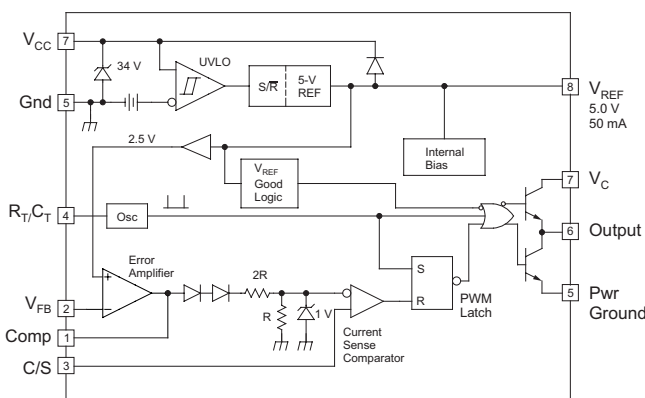 V_CC
7
34 V
UVLO
S/R̅
5-V
REF
8
V_REF
5.0 V
50 mA
Gnd
5
2.5 V
Internal
Bias
V_REF
Good
Logic
7
V_C
R_T/C_T
4
Osc
6
Output
Error
Amplifier
2R
S
+
−
V_FB
2
R
1 V
R
PWM
Latch
5
Pwr
Ground
Comp
1
Current
Sense
Comparator
C/S
3